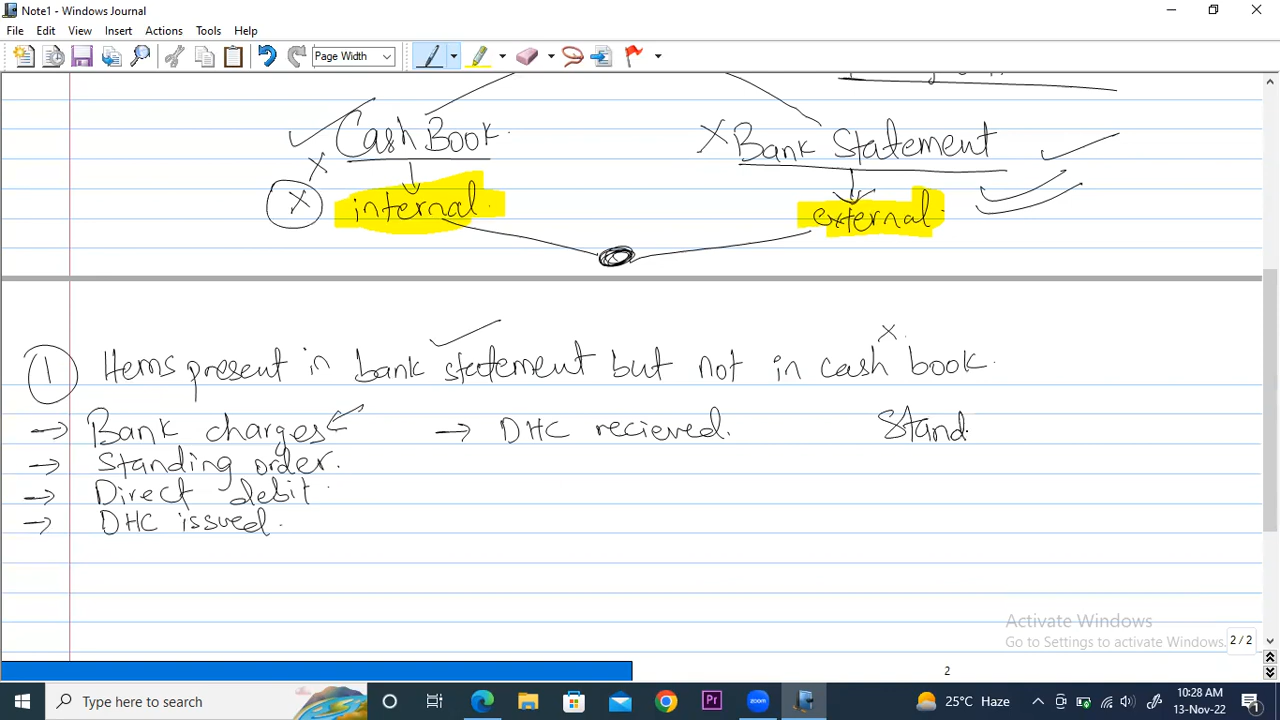 Note1 - Windows Journal
File Edit View Insert Actions Tools Help
Page Width
Cash Book.
X Bank Statement
X
X internal
external
1 Items present in bank statement but not in cash book.
X
→ Bank charges → DHC recieved. Stand
→ Standing order.
→ Direct debit.
→ DHC issued.
Activate Windows
Go to Settings to activate Windows.
2 / 2
2
Type here to search
Pr
zoom
25°C Haze
10:28 AM
13-Nov-22
1